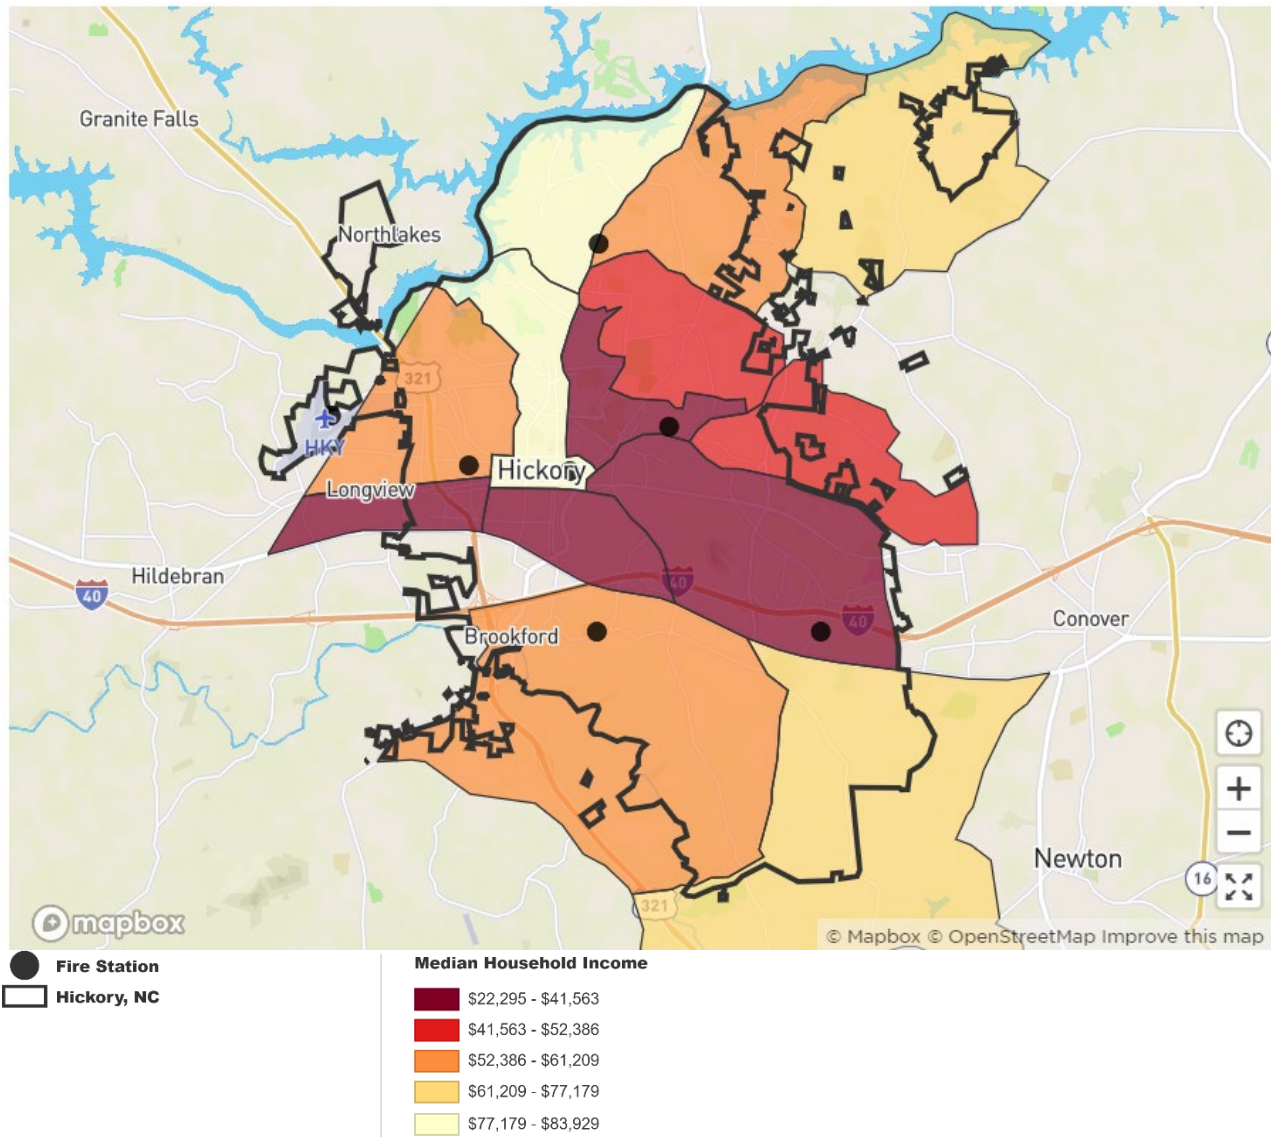 Granite Falls
Northlakes
321
HKY
Hickory
Longview
Hildebran
40
40
40
Conover
Brookford
Newton
16
321
mapbox
© Mapbox © OpenStreetMap Improve this map
Fire Station
Hickory, NC
Median Household Income
$22,295 - $41,563
$41,563 - $52,386
$52,386 - $61,209
$61,209 - $77,179
$77,179 - $83,929